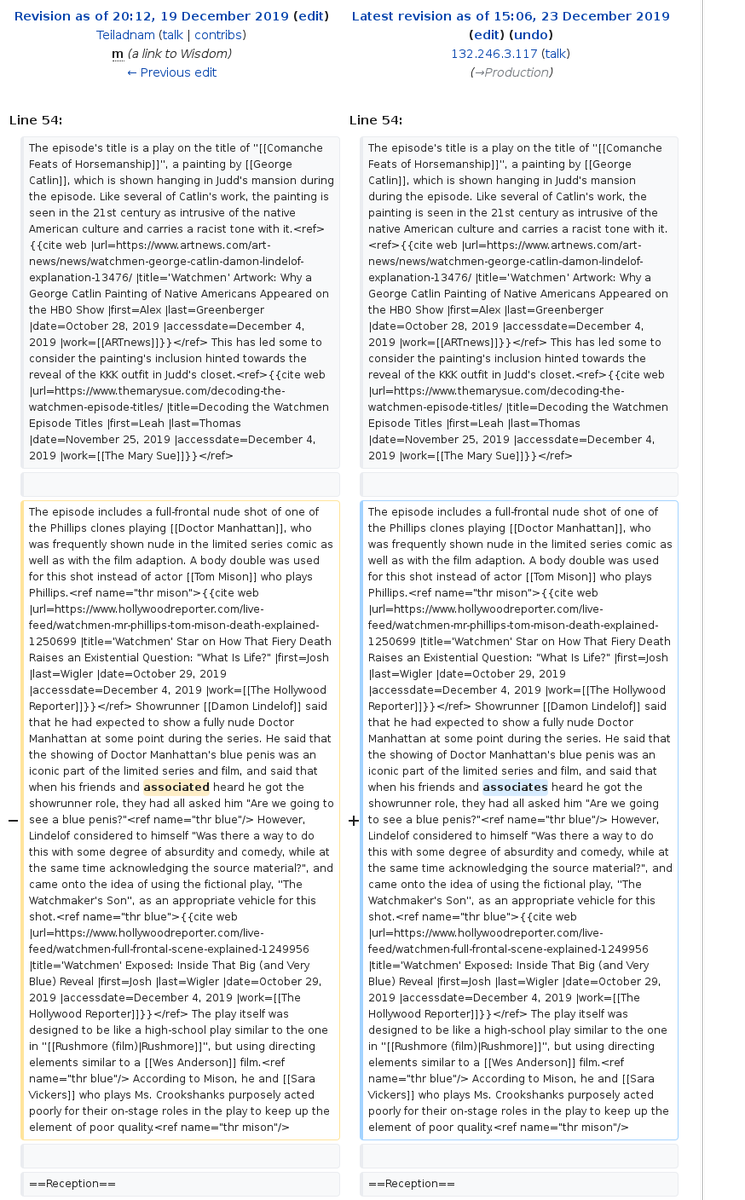 Revision as of 20:12, 19 December 2019 (edit)
Teiladnam (talk | contribs)
m (a link to Wisdom)
← Previous edit
Latest revision as of 15:06, 23 December 2019
(edit) (undo)
132.246.3.117 (talk)
(→Production)
Line 54:
The episode's title is a play on the title of "[[Comanche
Feats of Horsemanship]]", a painting by [[George
Catlin]], which is shown hanging in Judd's mansion during
the episode. Like several of Catlin's work, the painting is
seen in the 21st century as intrusive of the native
American culture and carries a racist tone with it.<ref>
{{cite web |url=https://www.artnews.com/art-
news/news/watchmen-george-catlin-damon-lindelof-
explanation-13476/ |title='Watchmen' Artwork: Why a
George Catlin Painting of Native Americans Appeared on
the HBO Show |first=Alex |last=Greenberger
|date=October 28, 2019 |accessdate=December 4,
2019 |work=[[ARTnews]]}}</ref> This has led some to
consider the painting's inclusion hinted towards the
reveal of the KKK outfit in Judd's closet.<ref>{{cite web
|url=https://www.themarysue.com/decoding-the-
watchmen-episode-titles/ |title=Decoding the Watchmen
Episode Titles |first=Leah |last=Thomas
|date=November 25, 2019 |accessdate=December 4,
2019 |work=[[The Mary Sue]]}}</ref>
−
The episode includes a full-frontal nude shot of one of
the Phillips clones playing [[Doctor Manhattan]], who
was frequently shown nude in the limited series comic as
well as with the film adaption. A body double was used
for this shot instead of actor [[Tom Mison]] who plays
Phillips.<ref name="thr mison">{{cite web
|url=https://www.hollywoodreporter.com/live-
feed/watchmen-mr-phillips-tom-mison-death-explained-
1250699 |title='Watchmen' Star on How That Fiery Death
Raises an Existential Question: "What Is Life?" |first=Josh
|last=Wigler |date=October 29, 2019
|accessdate=December 4, 2019 |work=[[The Hollywood
Reporter]]}}</ref> Showrunner [[Damon Lindelof]] said
that he had expected to show a fully nude Doctor
Manhattan at some point during the series. He said that
the showing of Doctor Manhattan's blue penis was an
iconic part of the limited series and film, and said that
when his friends and associated heard he got the
showrunner role, they had all asked him "Are we going to
see a blue penis?"<ref name="thr blue"/> However,
Lindelof considered to himself "Was there a way to do
this with some degree of absurdity and comedy, while at
the same time acknowledging the source material?", and
came onto the idea of using the fictional play, "The
Watchmaker's Son", as an appropriate vehicle for this
shot.<ref name="thr blue">{{cite web
|url=https://www.hollywoodreporter.com/live-
feed/watchmen-full-frontal-scene-explained-1249956
|title='Watchmen' Exposed: Inside That Big (and Very
Blue) Reveal |first=Josh |last=Wigler |date=October 29,
2019 |accessdate=December 4, 2019 |work=[[The
Hollywood Reporter]]}}</ref> The play itself was
designed to be like a high-school play similar to the one
in "[[Rushmore (film)|Rushmore]]", but using directing
elements similar to a [[Wes Anderson]] film.<ref
name="thr blue"/> According to Mison, he and [[Sara
Vickers]] who plays Ms. Crookshanks purposely acted
poorly for their on-stage roles in the play to keep up the
element of poor quality.<ref name="thr mison"/>
==Reception==
Line 54:
The episode's title is a play on the title of "[[Comanche
Feats of Horsemanship]]", a painting by [[George
Catlin]], which is shown hanging in Judd's mansion
during the episode. Like several of Catlin's work, the
painting is seen in the 21st century as intrusive of the
native American culture and carries a racist tone with it.
<ref>{{cite web |url=https://www.artnews.com/art-
news/news/watchmen-george-catlin-damon-lindelof-
explanation-13476/ |title='Watchmen' Artwork: Why a
George Catlin Painting of Native Americans Appeared on
the HBO Show |first=Alex |last=Greenberger
|date=October 28, 2019 |accessdate=December 4,
2019 |work=[[ARTnews]]}}</ref> This has led some to
consider the painting's inclusion hinted towards the
reveal of the KKK outfit in Judd's closet.<ref>{{cite web
|url=https://www.themarysue.com/decoding-the-
watchmen-episode-titles/ |title=Decoding the Watchmen
Episode Titles |first=Leah |last=Thomas
|date=November 25, 2019 |accessdate=December 4,
2019 |work=[[The Mary Sue]]}}</ref>
+
The episode includes a full-frontal nude shot of one of
the Phillips clones playing [[Doctor Manhattan]], who
was frequently shown nude in the limited series comic as
well as with the film adaption. A body double was used
for this shot instead of actor [[Tom Mison]] who plays
Phillips.<ref name="thr mison">{{cite web
|url=https://www.hollywoodreporter.com/live-
feed/watchmen-mr-phillips-tom-mison-death-explained-
1250699 |title='Watchmen' Star on How That Fiery Death
Raises an Existential Question: "What Is Life?" |first=Josh
|last=Wigler |date=October 29, 2019
|accessdate=December 4, 2019 |work=[[The Hollywood
Reporter]]}}</ref> Showrunner [[Damon Lindelof]] said
that he had expected to show a fully nude Doctor
Manhattan at some point during the series. He said that
the showing of Doctor Manhattan's blue penis was an
iconic part of the limited series and film, and said that
when his friends and associates heard he got the
showrunner role, they had all asked him "Are we going
to see a blue penis?"<ref name="thr blue"/> However,
Lindelof considered to himself "Was there a way to do
this with some degree of absurdity and comedy, while at
the same time acknowledging the source material?", and
came onto the idea of using the fictional play, "The
Watchmaker's Son", as an appropriate vehicle for this
shot.<ref name="thr blue">{{cite web
|url=https://www.hollywoodreporter.com/live-
feed/watchmen-full-frontal-scene-explained-1249956
|title='Watchmen' Exposed: Inside That Big (and Very
Blue) Reveal |first=Josh |last=Wigler |date=October 29,
2019 |accessdate=December 4, 2019 |work=[[The
Hollywood Reporter]]}}</ref> The play itself was
designed to be like a high-school play similar to the one
in "[[Rushmore (film)|Rushmore]]", but using directing
elements similar to a [[Wes Anderson]] film.<ref
name="thr blue"/> According to Mison, he and [[Sara
Vickers]] who plays Ms. Crookshanks purposely acted
poorly for their on-stage roles in the play to keep up the
element of poor quality.<ref name="thr mison"/>
==Reception==